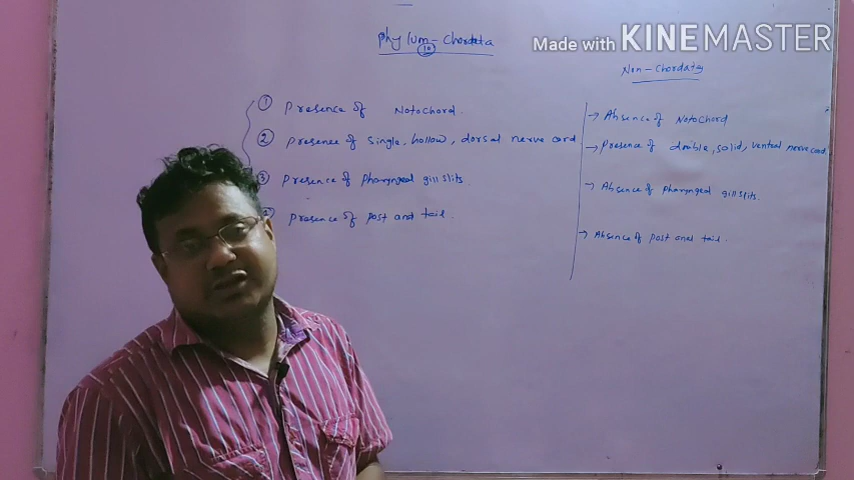 Phylum - Chordata
10
Made with KINEMASTER
Non-Chordata
① Presence of Notochord.
② Presence of single, hollow, dorsal nerve cord
③ Presence of Pharyngeal gill slits.
Presence of Post anal tail.
→ Absence of Notochord
→ Presence of double, solid, ventral nerve cord.
→ Absence of Pharyngeal gill slits.
→ Absence of Post anal tail.